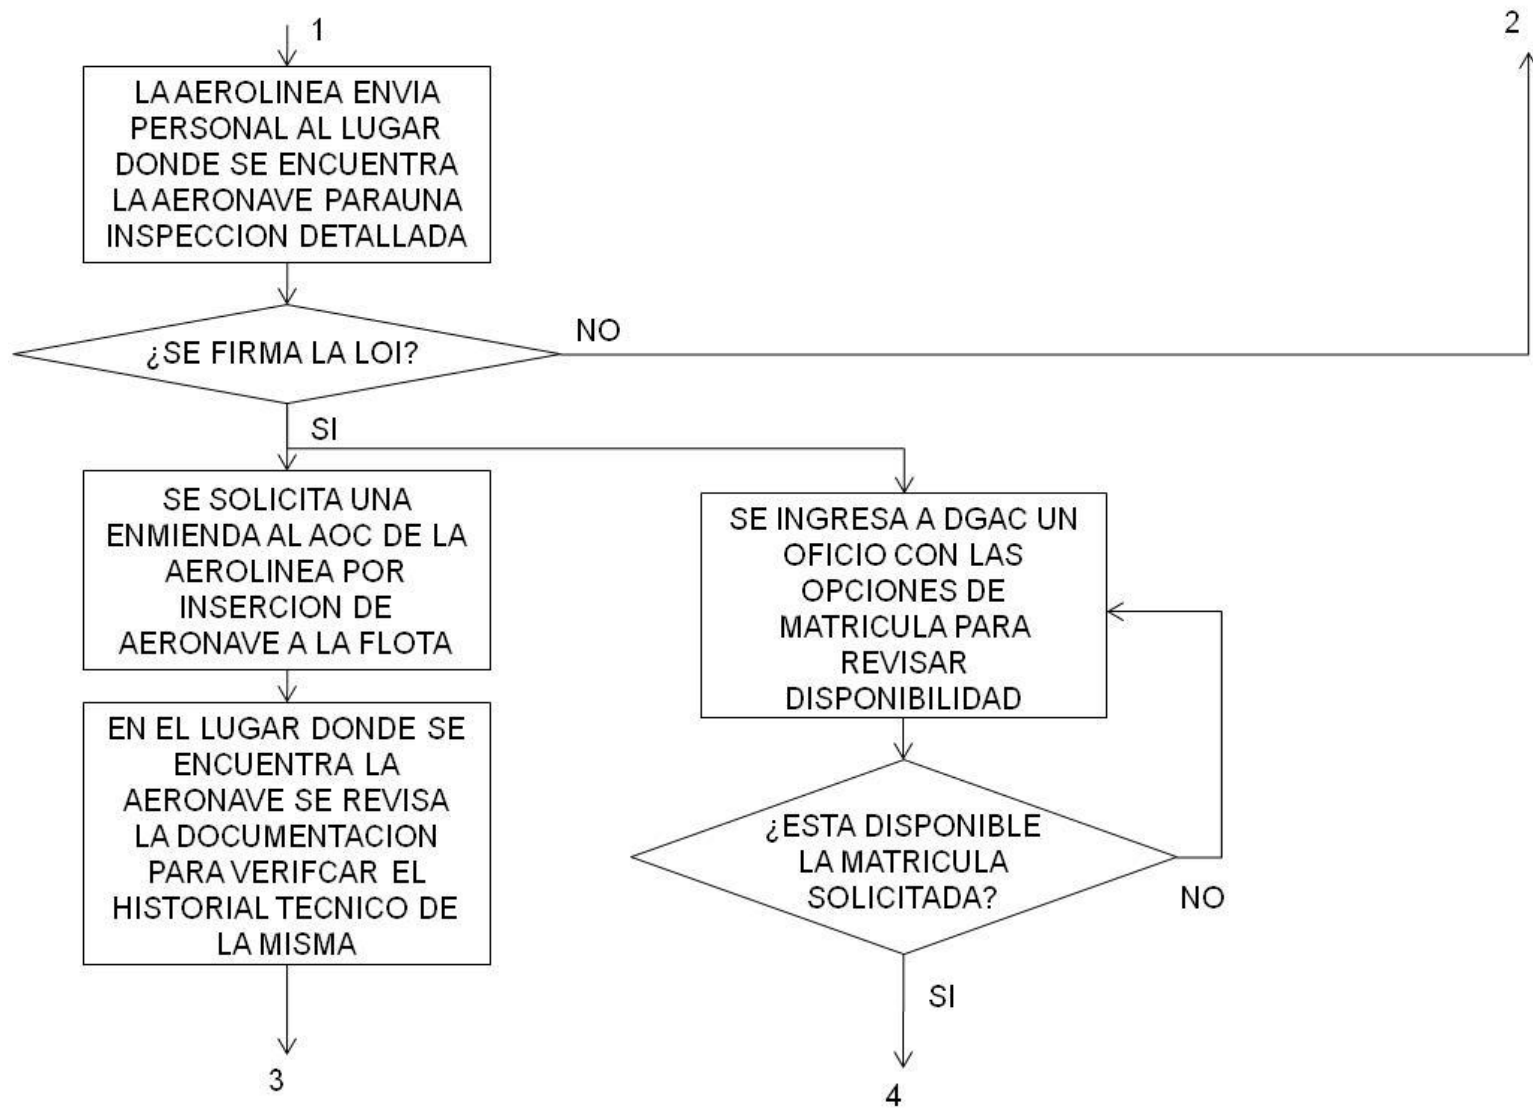 1
2
LA AEROLINEA ENVIA
PERSONAL AL LUGAR
DONDE SE ENCUENTRA
LA AERONAVE PARAUNA
INSPECCION DETALLADA
¿SE FIRMA LA LOI?
NO
SI
SE SOLICITA UNA
ENMIENDA AL AOC DE LA
AEROLINEA POR
INSERCION DE
AERONAVE A LA FLOTA
SE INGRESA A DGAC UN
OFICIO CON LAS
OPCIONES DE
MATRICULA PARA
REVISAR
DISPONIBILIDAD
EN EL LUGAR DONDE SE
ENCUENTRA LA
AERONAVE SE REVISA
LA DOCUMENTACION
PARA VERIFCAR EL
HISTORIAL TECNICO DE
LA MISMA
¿ESTA DISPONIBLE
LA MATRICULA
SOLICITADA?
NO
SI
3
4